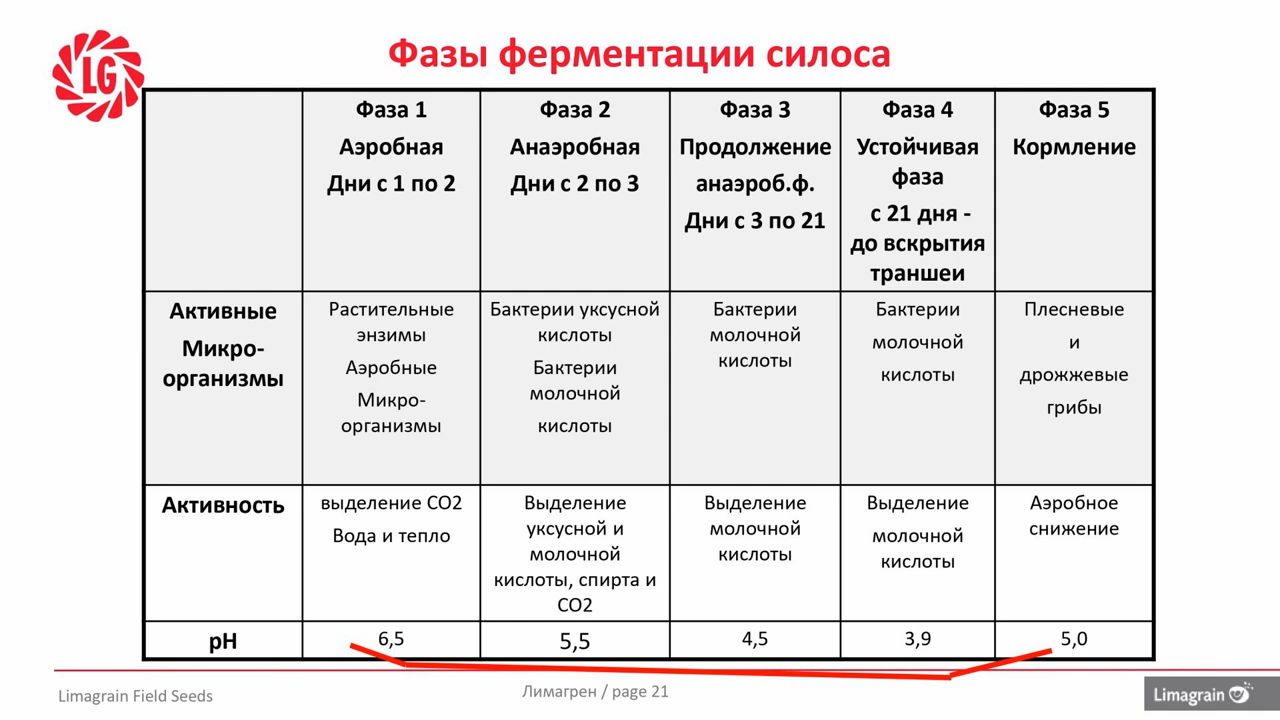 LG
Фазы ферментации силоса
Фаза 1
Аэробная
Дни с 1 по 2
Фаза 2
Анаэробная
Дни с 2 по 3
Фаза 3
Продолжение
анаэроб.ф.
Дни с 3 по 21
Фаза 4
Устойчивая
фаза
с 21 дня -
до вскрытия
траншеи
Фаза 5
Кормление
Активные
Микро-
организмы
Растительные
энзимы
Аэробные
Микро-
организмы
Бактерии уксусной
кислоты
Бактерии
молочной
кислоты
Бактерии
молочной
кислоты
Бактерии
молочной
кислоты
Плесневые
и
дрожжевые
грибы
Активность
выделение СО2
Вода и тепло
Выделение
уксусной и
молочной
кислоты, спирта и
СО2
Выделение
молочной
кислоты
Выделение
молочной
кислоты
Аэробное
снижение
pH
6,5
5,5
4,5
3,9
5,0
Limagrain Field Seeds
Лимагрен / page 21
Limagrain